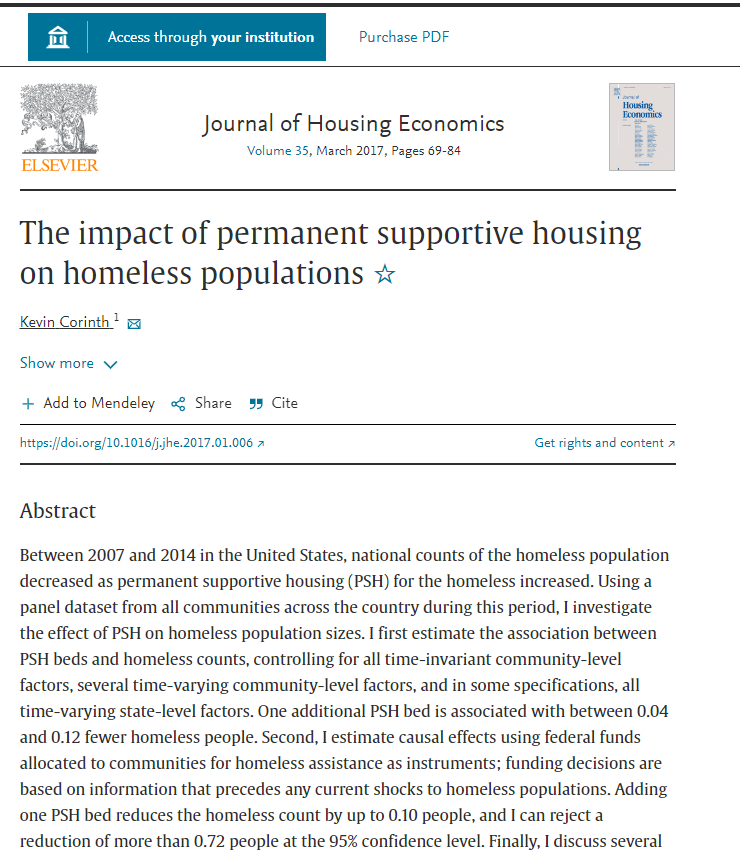 Access through your institution
Purchase PDF
ELSEVIER
Journal of Housing Economics
Volume 35, March 2017, Pages 69-84
Housing
Economics
The impact of permanent supportive housing
on homeless populations ☆
Kevin Corinth 1
Show more
Add to Mendeley
Share
Cite
https://doi.org/10.1016/j.jhe.2017.01.006 ↗
Get rights and content ↗
Abstract
Between 2007 and 2014 in the United States, national counts of the homeless population
decreased as permanent supportive housing (PSH) for the homeless increased. Using a
panel dataset from all communities across the country during this period, I investigate
the effect of PSH on homeless population sizes. I first estimate the association between
PSH beds and homeless counts, controlling for all time-invariant community-level
factors, several time-varying community-level factors, and in some specifications, all
time-varying state-level factors. One additional PSH bed is associated with between 0.04
and 0.12 fewer homeless people. Second, I estimate causal effects using federal funds
allocated to communities for homeless assistance as instruments; funding decisions are
based on information that precedes any current shocks to homeless populations. Adding
one PSH bed reduces the homeless count by up to 0.10 people, and I can reject a
reduction of more than 0.72 people at the 95% confidence level. Finally, I discuss several